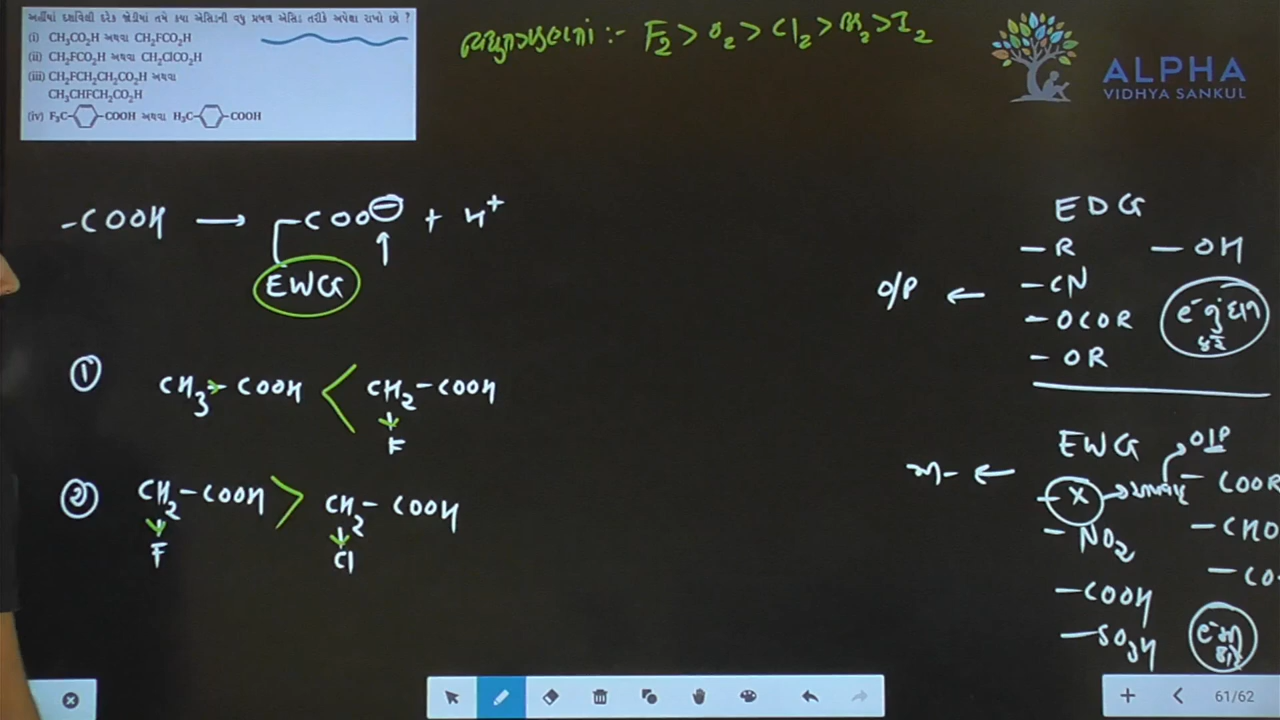 અહીંયાં દર્શાવેલી દરેક જોડીમાં તમે કયા એસિડની વધુ પ્રબળ એસિડ તરીકે અપેક્ષા રાખો છો ?
(i) CH₃CO₂H અથવા CH₂FCO₂H
(ii) CH₂FCO₂H અથવા CH₂ClCO₂H
(iii) CH₂FCH₂CH₂CO₂H અથવા
CH₃CHFCH₂CO₂H
(iv) F₃C-COOH અથવા H₃C-COOH
:- F₂ > O₂ > Cl₂ > Br₂ > I₂
ALPHA
VIDHYA SANKUL
-COOH → -COO⊖ + H⁺
↑
EWG
① CH₃-COOH < CH₂-COOH
F
② CH₂-COOH > CH₂-COOH
F Cl
EDG
-R -OH
-CN
O/P ← -OCOR
-OR
e⁻ નું દાન
કરે
EWG
O/P
← -X → -COOR
-NO₂ -CHO
-COOH -CO
-SO₃H
61/62